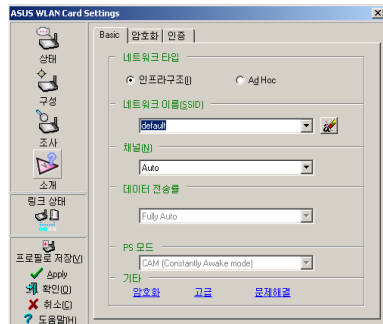 ASUS WLAN Card Settings
상태
구성
조사
소개
링크 상태
프로필로 저장(V)
Apply
확인(O)
취소(C)
도움말(H)
Basic 암호화 인증
네트워크 타입
인프라구조(I) Ad Hoc
네트워크 이름(SSID)
default
채널(N)
Auto
데이터 전송률
Fully Auto
PS 모드
CAM (Constantly Awake mode)
기타
암호화 고급 문제해결